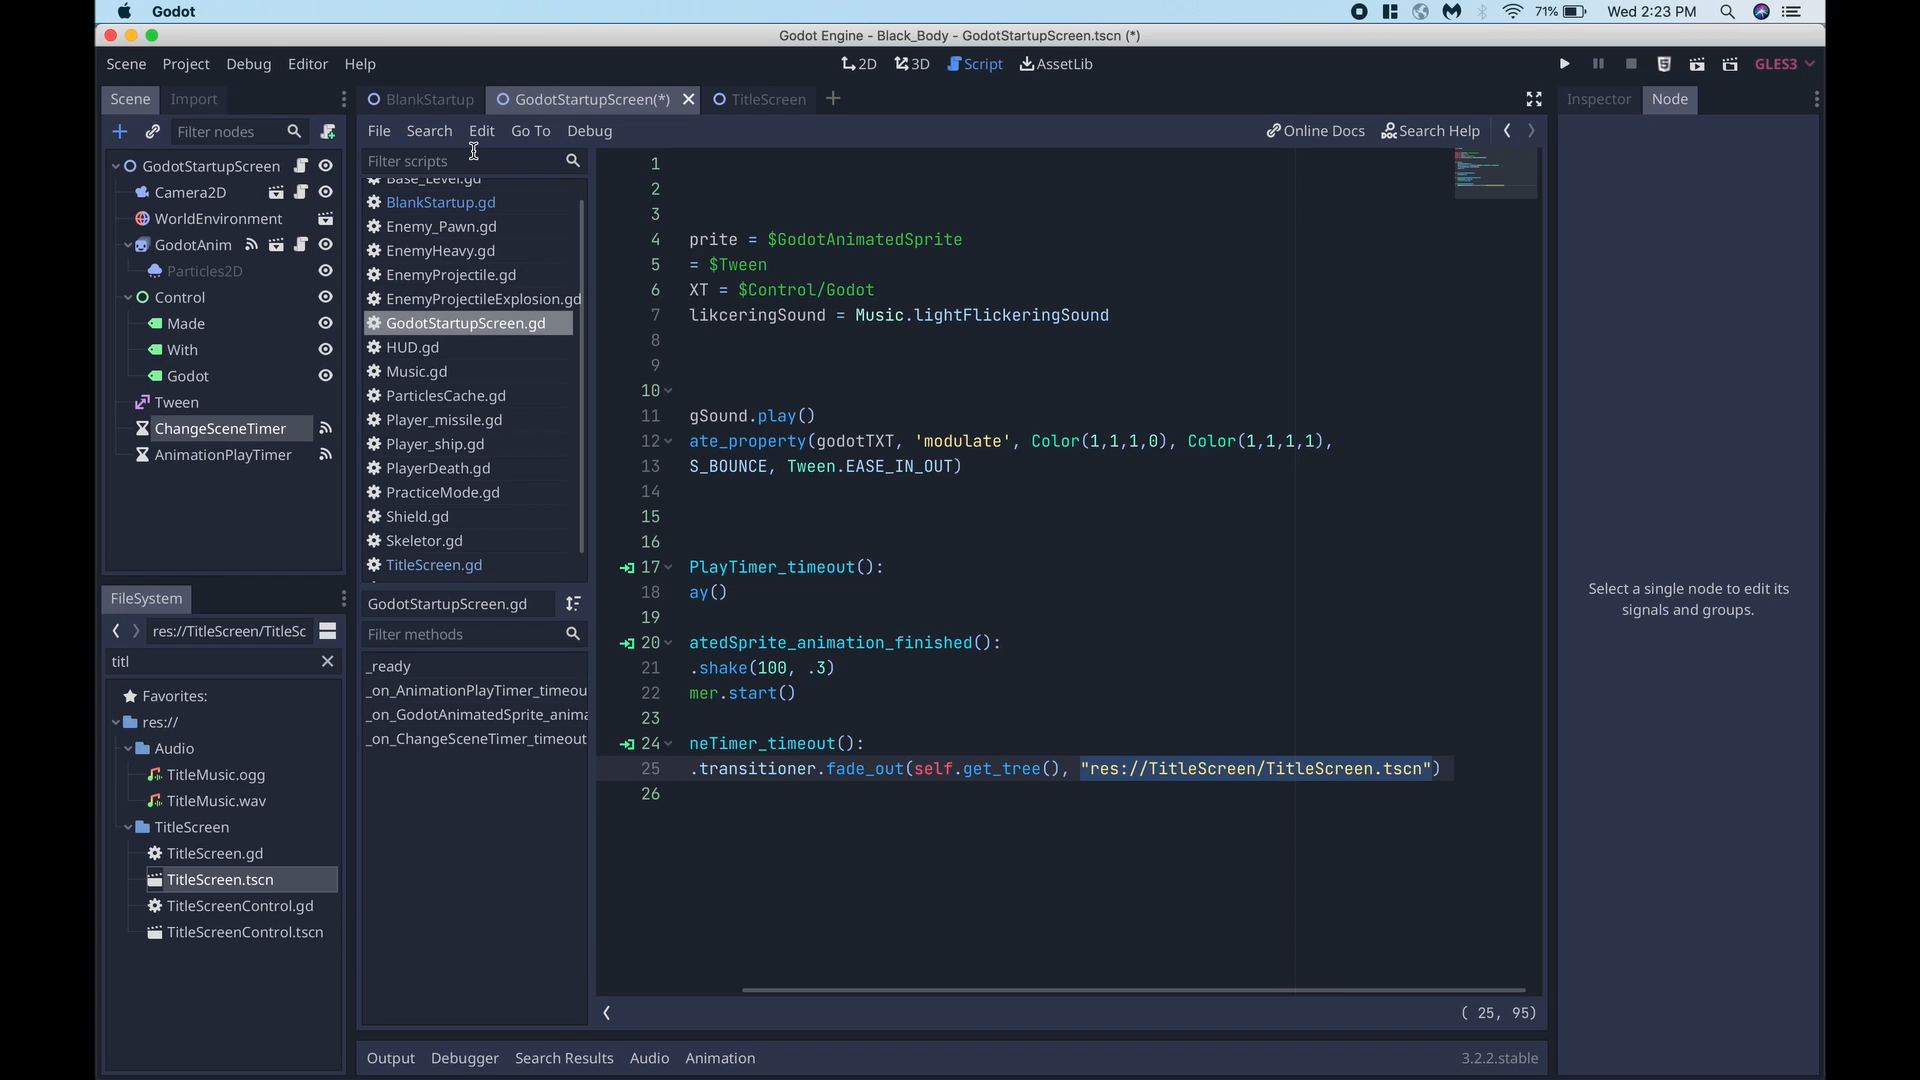 Godot
71%
Wed 2:23 PM
Godot Engine - Black_Body - GodotStartupScreen.tscn (*)
Scene Project Debug Editor Help
2D 3D Script AssetLib
GLES3
Scene Import
BlankStartup GodotStartupScreen(*) TitleScreen
Inspector Node
Filter nodes
File Search Edit Go To Debug
Online Docs Search Help
GodotStartupScreen
Camera2D
WorldEnvironment
GodotAnim
Particles2D
Control
Made
With
Godot
Tween
ChangeSceneTimer
AnimationPlayTimer
FileSystem
res://TitleScreen/TitleSc
titl
Favorites:
res://
Audio
TitleMusic.ogg
TitleMusic.wav
TitleScreen
TitleScreen.gd
TitleScreen.tscn
TitleScreenControl.gd
TitleScreenControl.tscn
Filter scripts
Base_Level.gd
BlankStartup.gd
Enemy_Pawn.gd
EnemyHeavy.gd
EnemyProjectile.gd
EnemyProjectileExplosion.gd
GodotStartupScreen.gd
HUD.gd
Music.gd
ParticlesCache.gd
Player_missile.gd
Player_ship.gd
PlayerDeath.gd
PracticeMode.gd
Shield.gd
Skeletor.gd
TitleScreen.gd
GodotStartupScreen.gd
Filter methods
_ready
_on_AnimationPlayTimer_timeou
_on_GodotAnimatedSprite_anima
_on_ChangeSceneTimer_timeout
1
2
3
4 prite = $GodotAnimatedSprite
5 = $Tween
6 XT = $Control/Godot
7 likceringSound = Music.lightFlickeringSound
8
9
10
11 gSound.play()
12 ate_property(godotTXT, 'modulate', Color(1,1,1,0), Color(1,1,1,1),
13 S_BOUNCE, Tween.EASE_IN_OUT)
14
15
16
17 PlayTimer_timeout():
18 ay()
19
20 atedSprite_animation_finished():
21 .shake(100, .3)
22 mer.start()
23
24 neTimer_timeout():
25 .transitioner.fade_out(self.get_tree(), "res://TitleScreen/TitleScreen.tscn")
26
( 25, 95)
Select a single node to edit its
signals and groups.
Output Debugger Search Results Audio Animation
3.2.2.stable